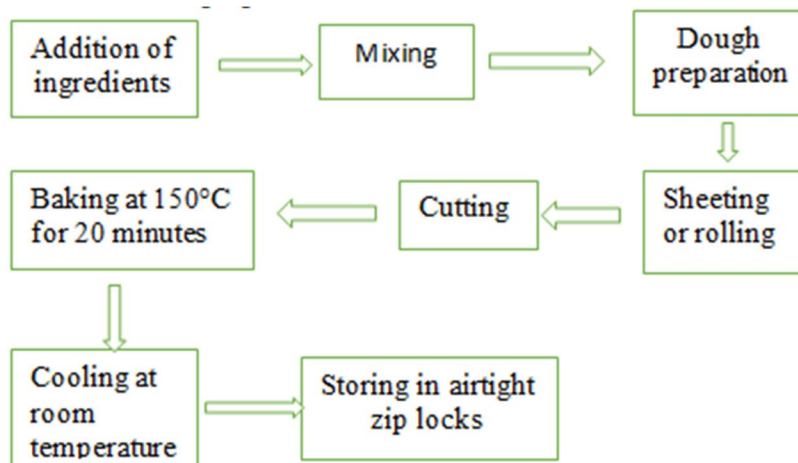 Addition of
ingredients
Mixing
Dough
preparation
Sheeting
or rolling
Cutting
Baking at 150°C
for 20 minutes
Cooling at
room
temperature
Storing in airtight
zip locks